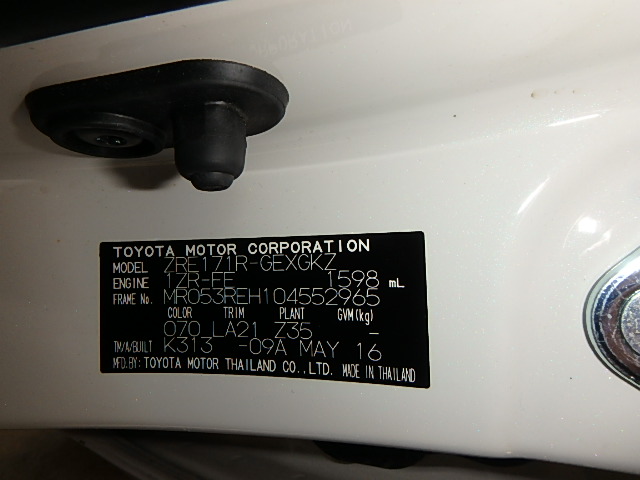 TOYOTA MOTOR CORPORATION
MODEL ZRE171R-GEXGKZ
ENGINE 1ZR-FE 1598 mL
FRAME No. MR053REH104552965
COLOR TRIM PLANT GVM(kg)
070 LA21 Z35 -
TM/A/BUILT K313 -09A MAY 16
MFD.BY: TOYOTA MOTOR THAILAND CO.,LTD. MADE IN THAILAND